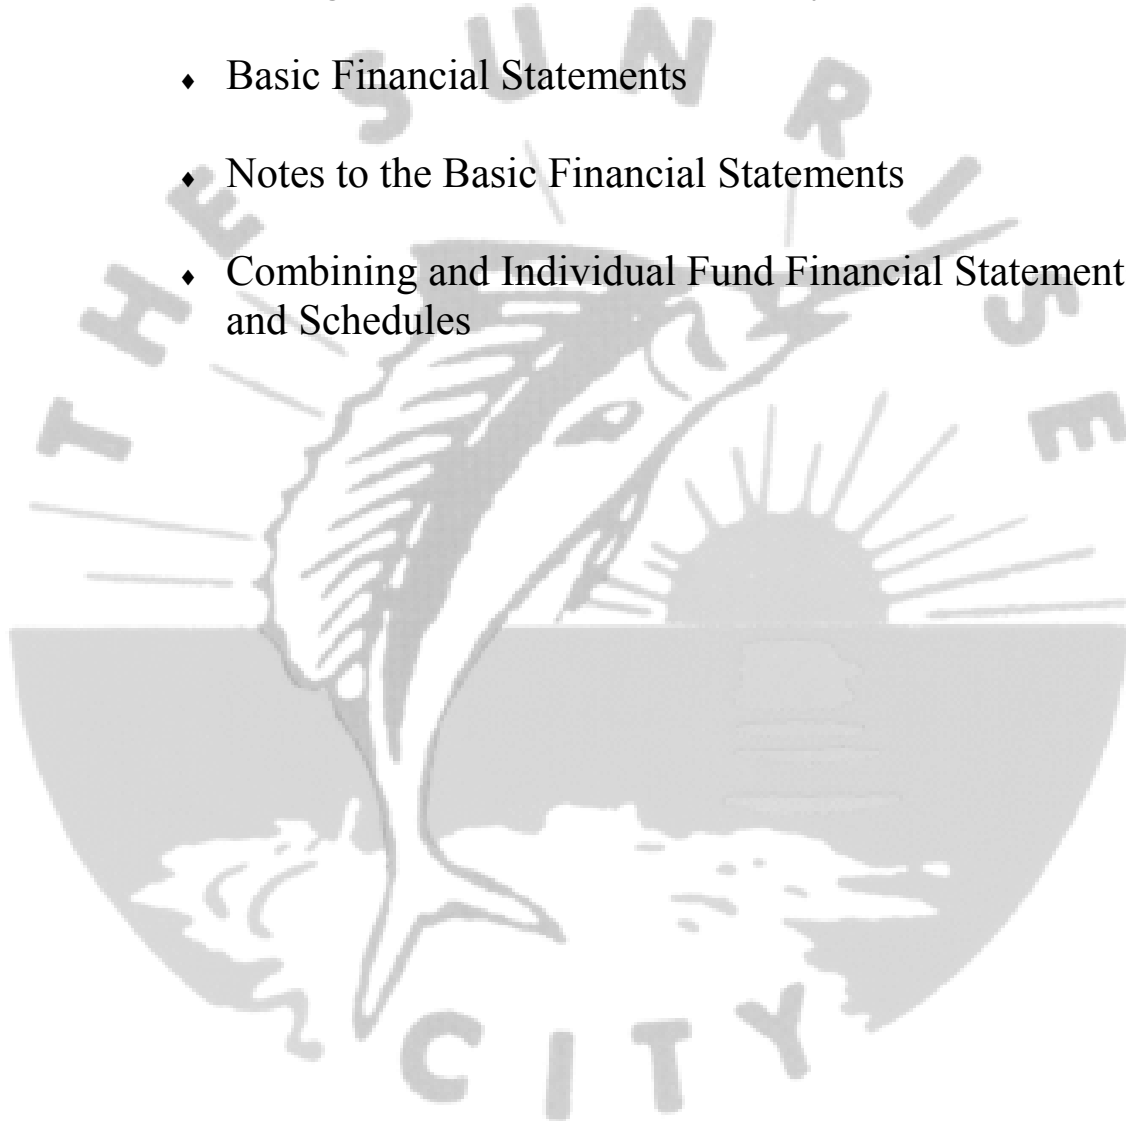 ♦ Basic Financial Statements
♦ Notes to the Basic Financial Statements
♦ Combining and Individual Fund Financial Statement
and Schedules
THE SUNRISE
CITY